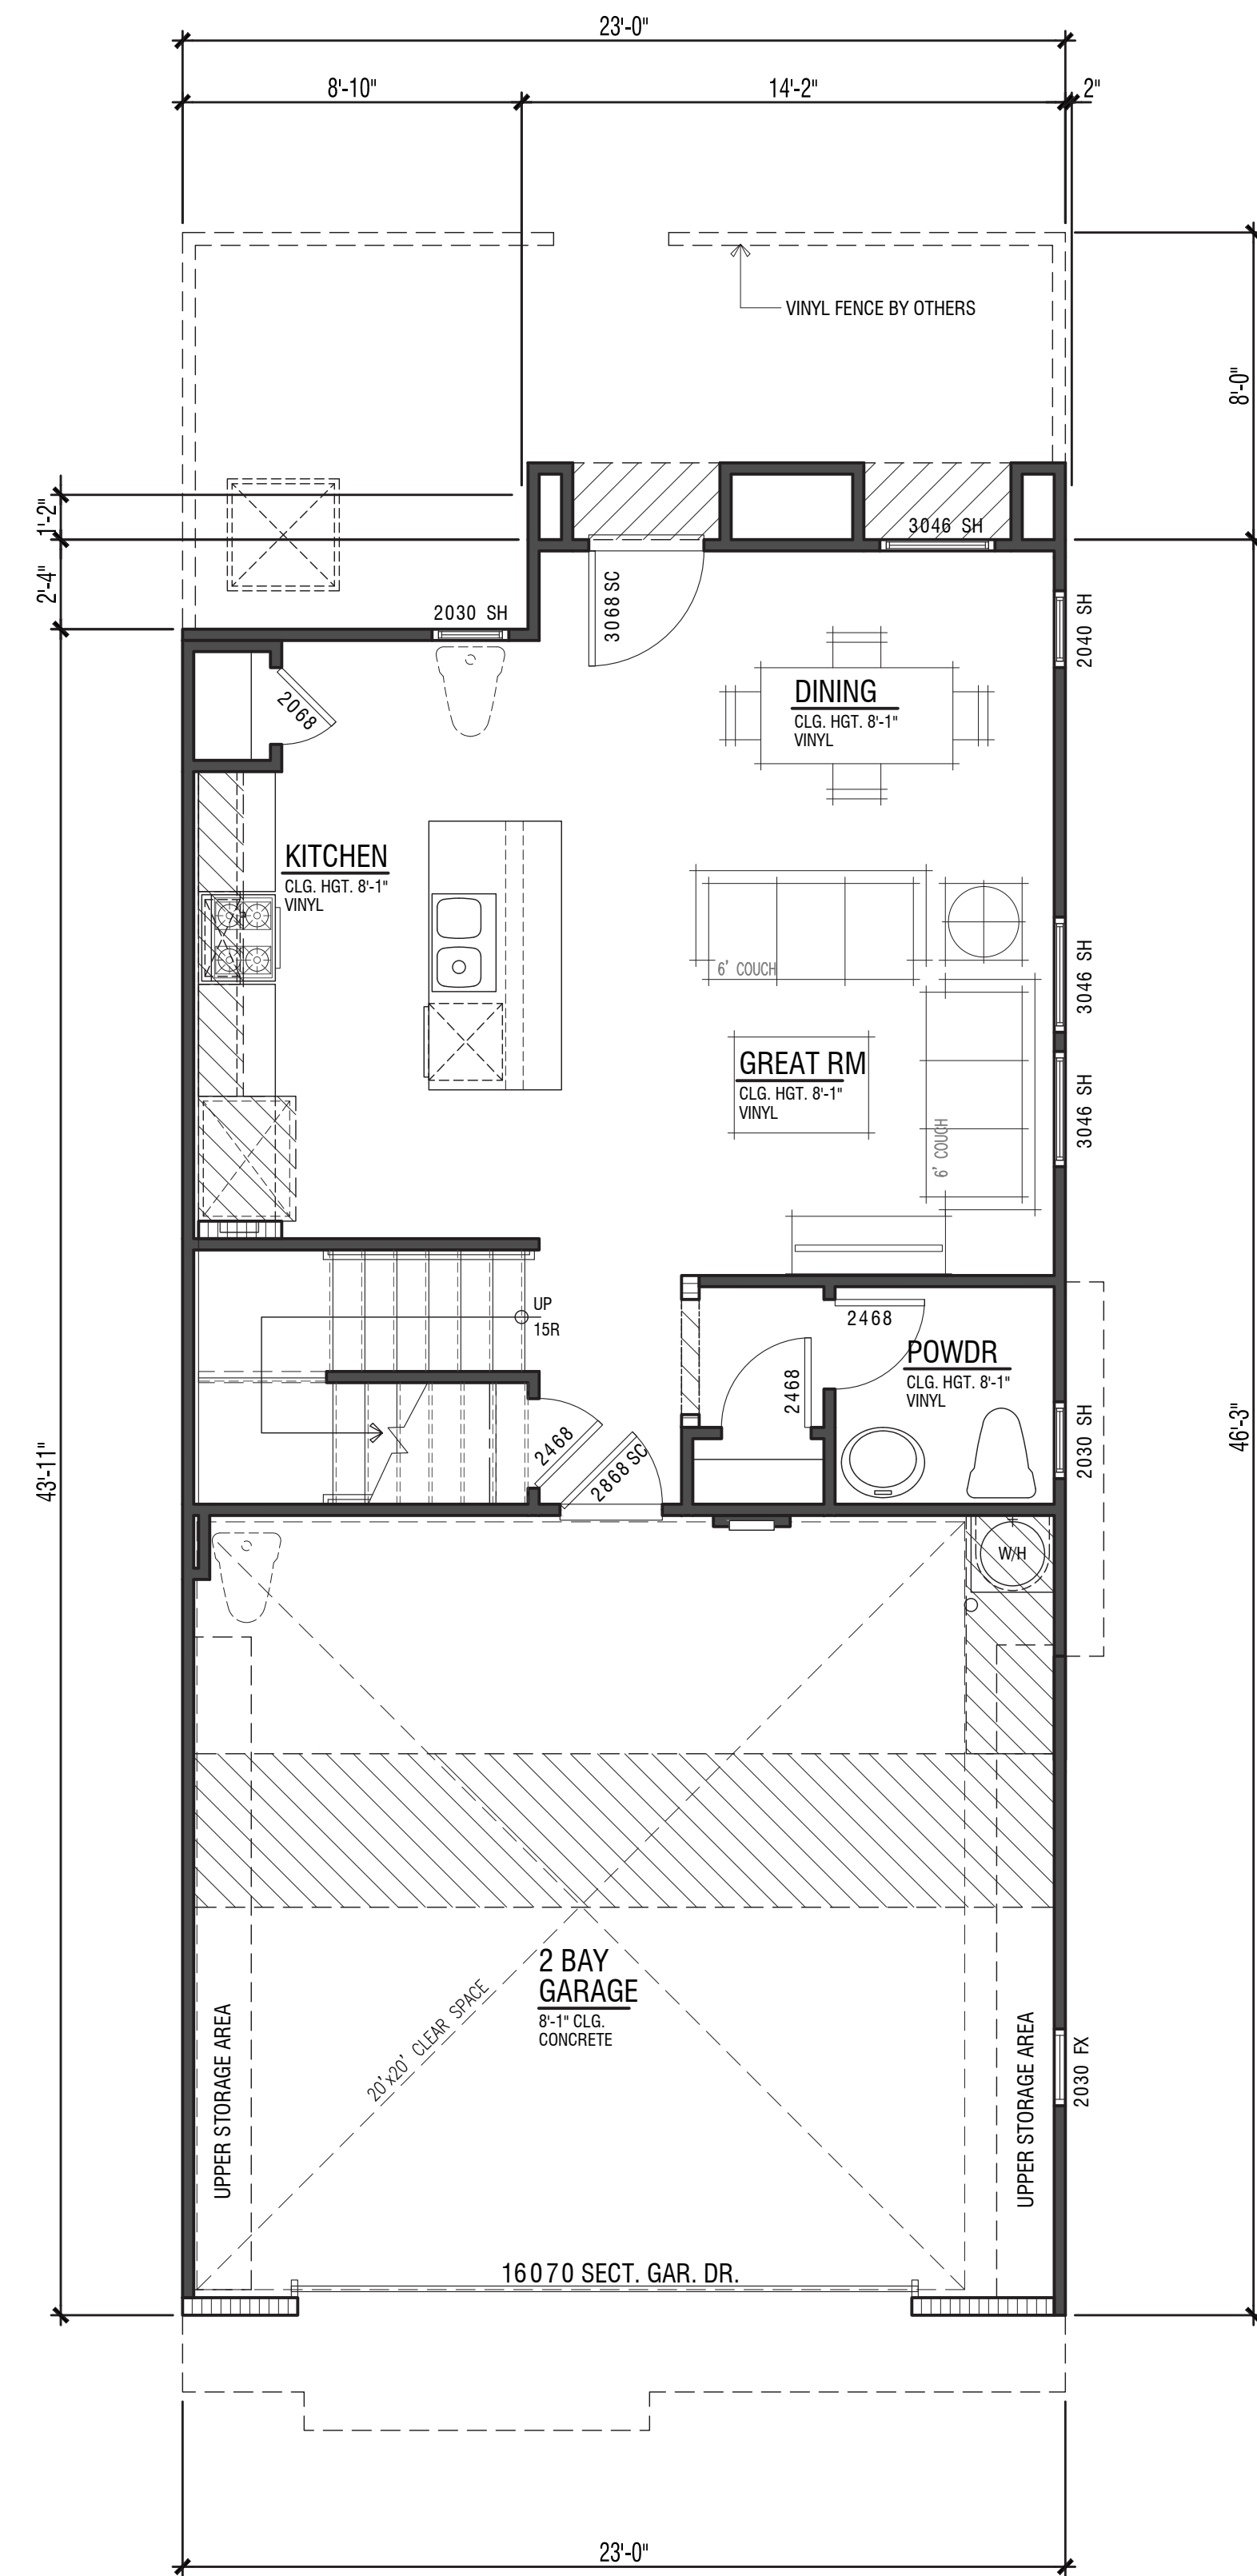 23'-0"
8'-10"
14'-2"
2"
VINYL FENCE BY OTHERS
8'-0"
1'-2"
2'-4"
3046 SH
3068 SC
2030 SH
2040 SH
2068
DINING
CLG. HGT. 8'-1"
VINYL
KITCHEN
CLG. HGT. 8'-1"
VINYL
6' COUCH
3046 SH
GREAT RM
CLG. HGT. 8'-1"
VINYL
3046 SH
6' COUCH
UP
15R
2468
POWDR
CLG. HGT. 8'-1"
VINYL
2468
2468
2868 SC
2030 SH
43'-11"
46'-3"
W/H
2 BAY
GARAGE
8'-1" CLG.
CONCRETE
20'x20' CLEAR SPACE
UPPER STORAGE AREA
UPPER STORAGE AREA
2030 FX
16070 SECT. GAR. DR.
23'-0"